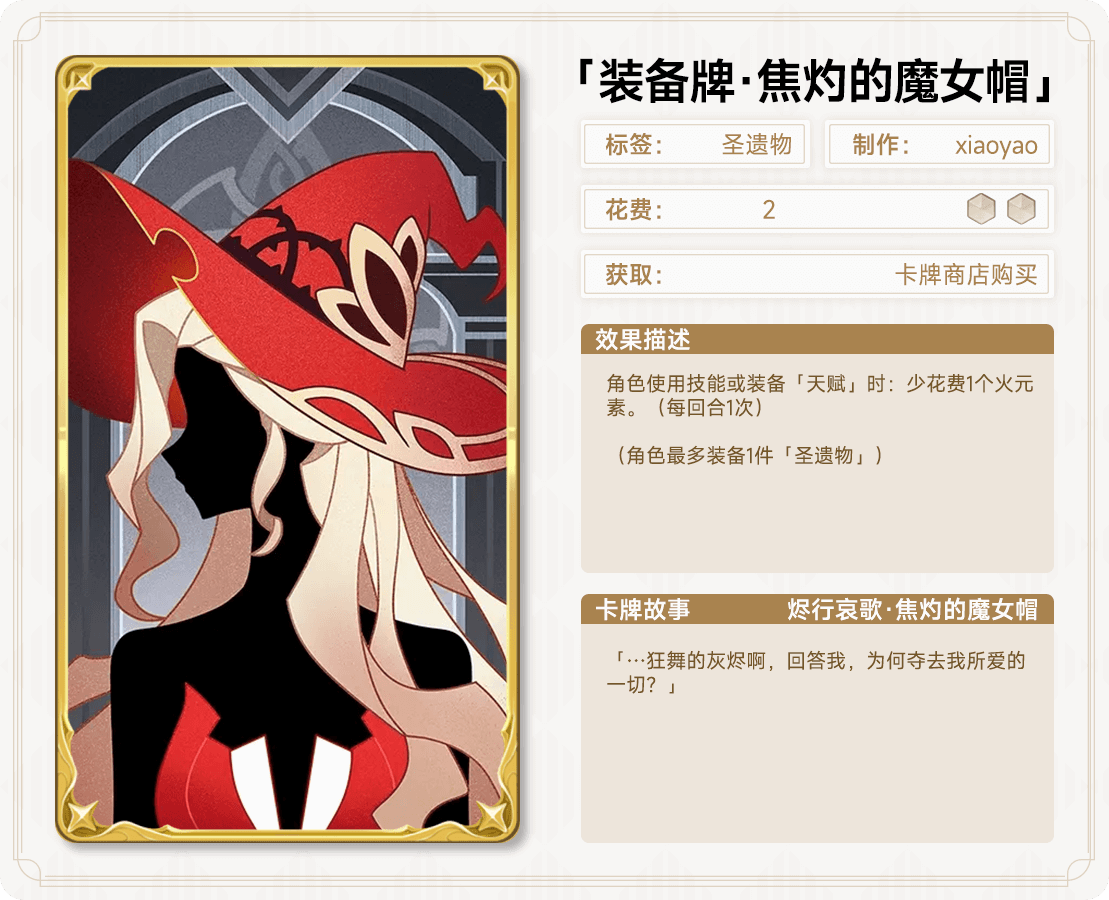 「装备牌·焦灼的魔女帽」
标签： 圣遗物 制作： xiaoyao
花费： 2
获取： 卡牌商店购买
效果描述
角色使用技能或装备「天赋」时：少花费1个火元
素。（每回合1次）
（角色最多装备1件「圣遗物」）
卡牌故事 烬行哀歌·焦灼的魔女帽
「…狂舞的灰烬啊，回答我，为何夺去我所爱的
一切？」